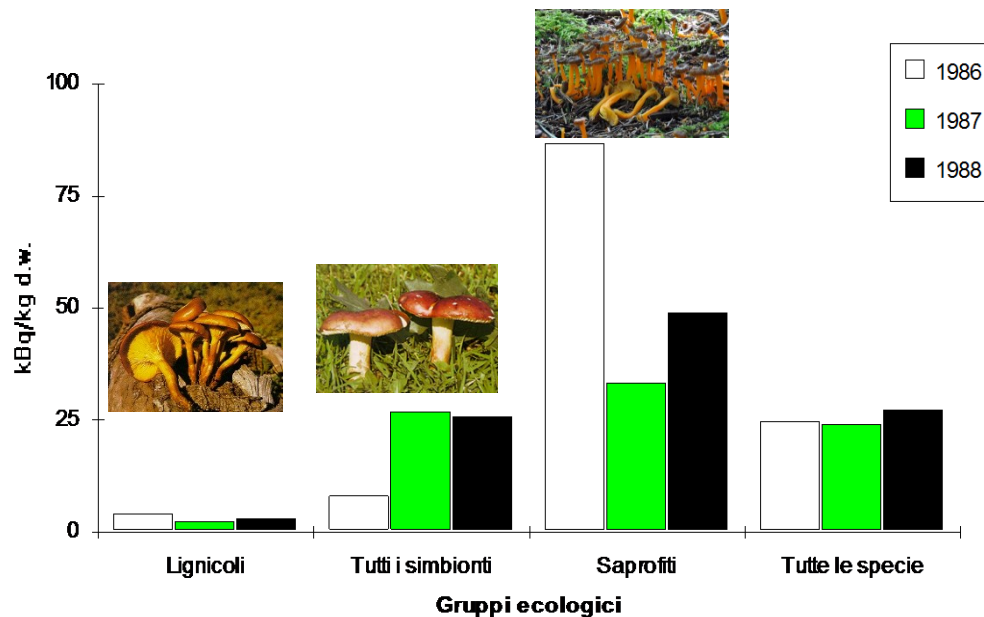 100
75
50
25
0
kBq/kg d.w.
1986
1987
1988
Lignicoli
Tutti i simbionti
Saprofiti
Tutte le specie
Gruppi ecologici